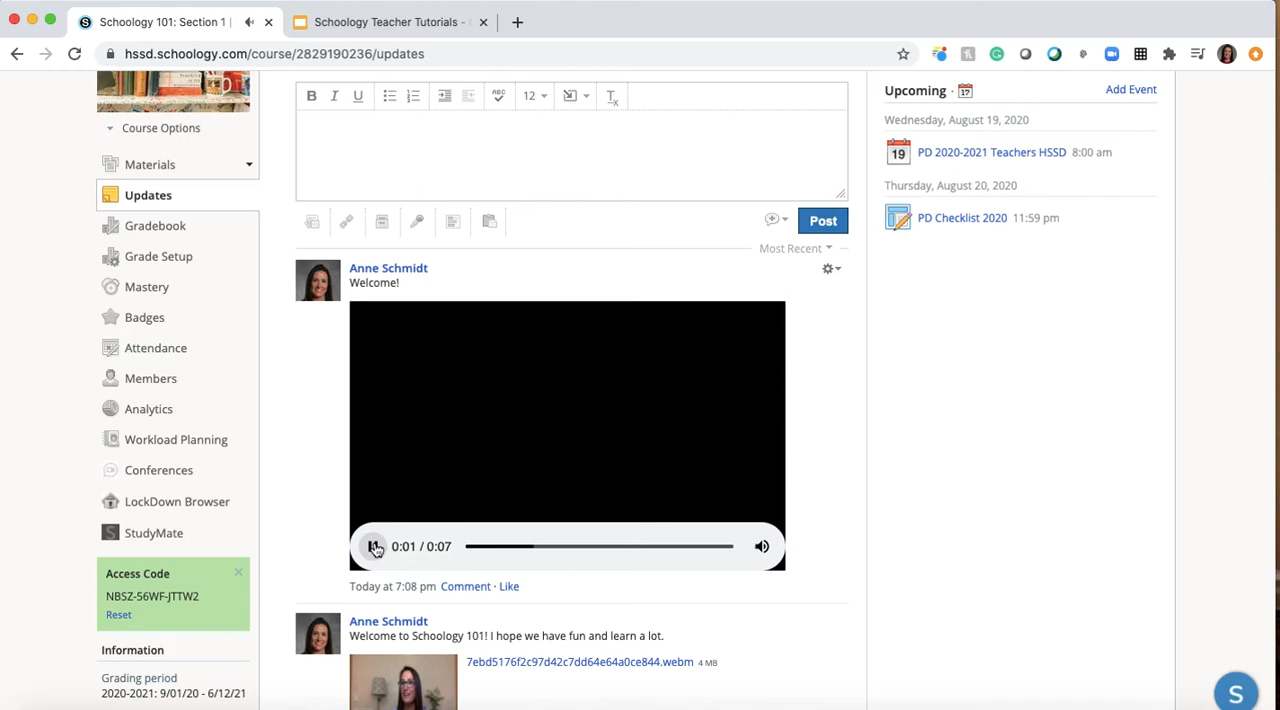 Schoology 101: Section 1 |
Schoology Teacher Tutorials -
hssd.schoology.com/course/2829190236/updates
Course Options
Materials
Updates
Gradebook
Grade Setup
Mastery
Badges
Attendance
Members
Analytics
Workload Planning
Conferences
LockDown Browser
StudyMate
Access Code
NBSZ-56WF-JTTW2
Reset
Information
Grading period
2020-2021: 9/01/20 - 6/12/21
B I U ABC 12 Tx
Post
Most Recent
Anne Schmidt
Welcome!
0:01 / 0:07
Today at 7:08 pm Comment · Like
Anne Schmidt
Welcome to Schoology 101! I hope we have fun and learn a lot.
7ebd5176f2c97d42c7dd64e64a0ce844.webm 4 MB
Upcoming · 17 Add Event
Wednesday, August 19, 2020
19 PD 2020-2021 Teachers HSSD 8:00 am
Thursday, August 20, 2020
PD Checklist 2020 11:59 pm
S